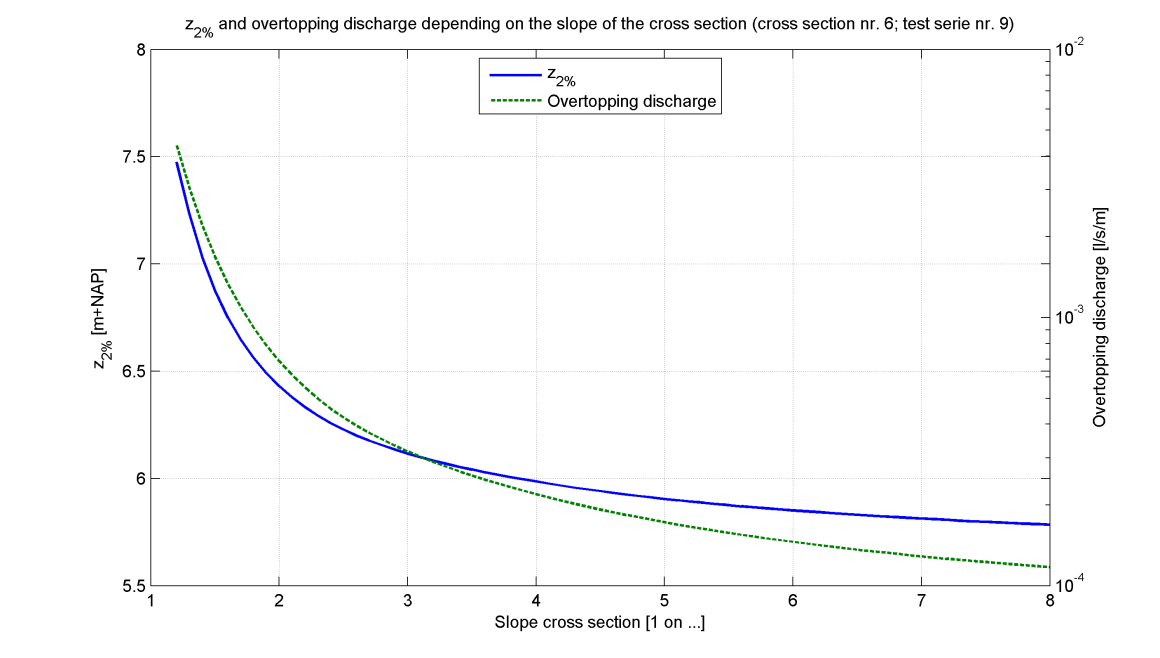 z2% and overtopping discharge depending on the slope of the cross section (cross section nr. 6; test serie nr. 9)
z2%
Overtopping discharge
8
7.5
7
6.5
6
5.5
z2% [m+NAP]
10-2
10-3
10-4
Overtopping discharge [l/s/m]
1 2 3 4 5 6 7 8
Slope cross section [1 on ...]